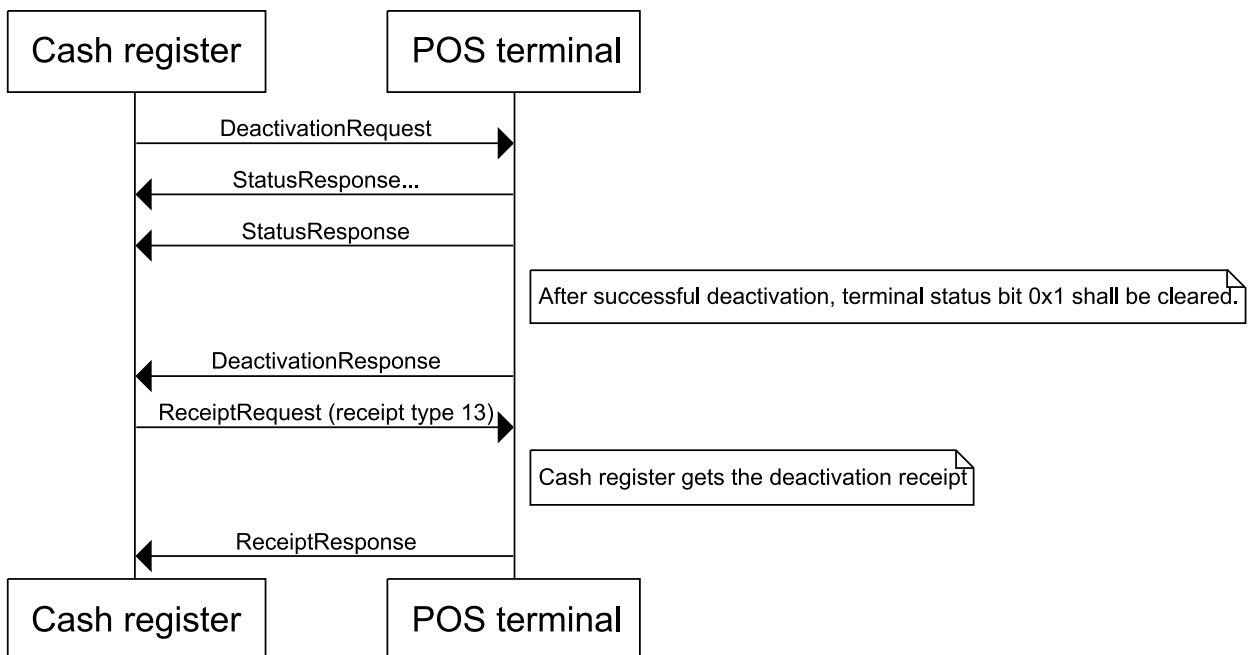 Cash register
POS terminal
DeactivationRequest
StatusResponse...
StatusResponse
After successful deactivation, terminal status bit 0x1 shall be cleared.
DeactivationResponse
ReceiptRequest (receipt type 13)
Cash register gets the deactivation receipt
ReceiptResponse
Cash register
POS terminal